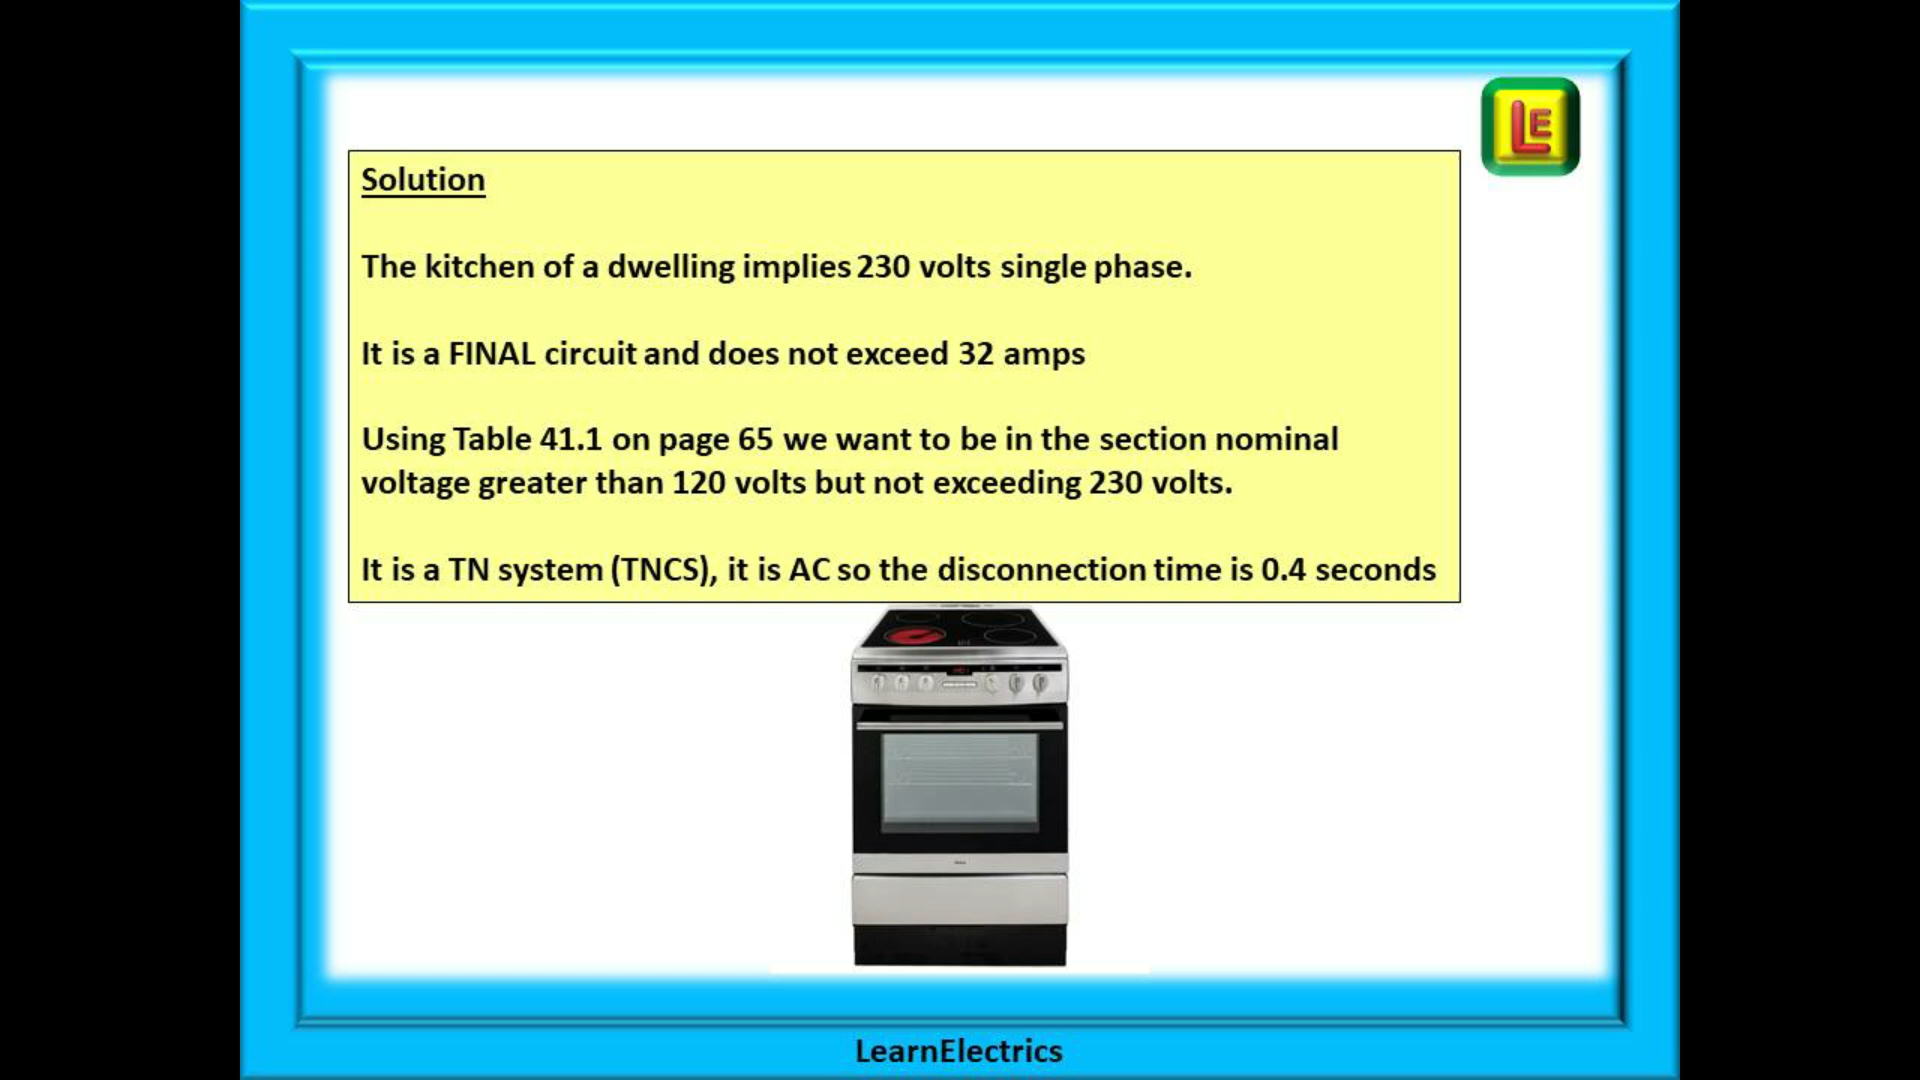 LE
Solution
The kitchen of a dwelling implies 230 volts single phase.
It is a FINAL circuit and does not exceed 32 amps
Using Table 41.1 on page 65 we want to be in the section nominal
voltage greater than 120 volts but not exceeding 230 volts.
It is a TN system (TNCS), it is AC so the disconnection time is 0.4 seconds
LearnElectrics